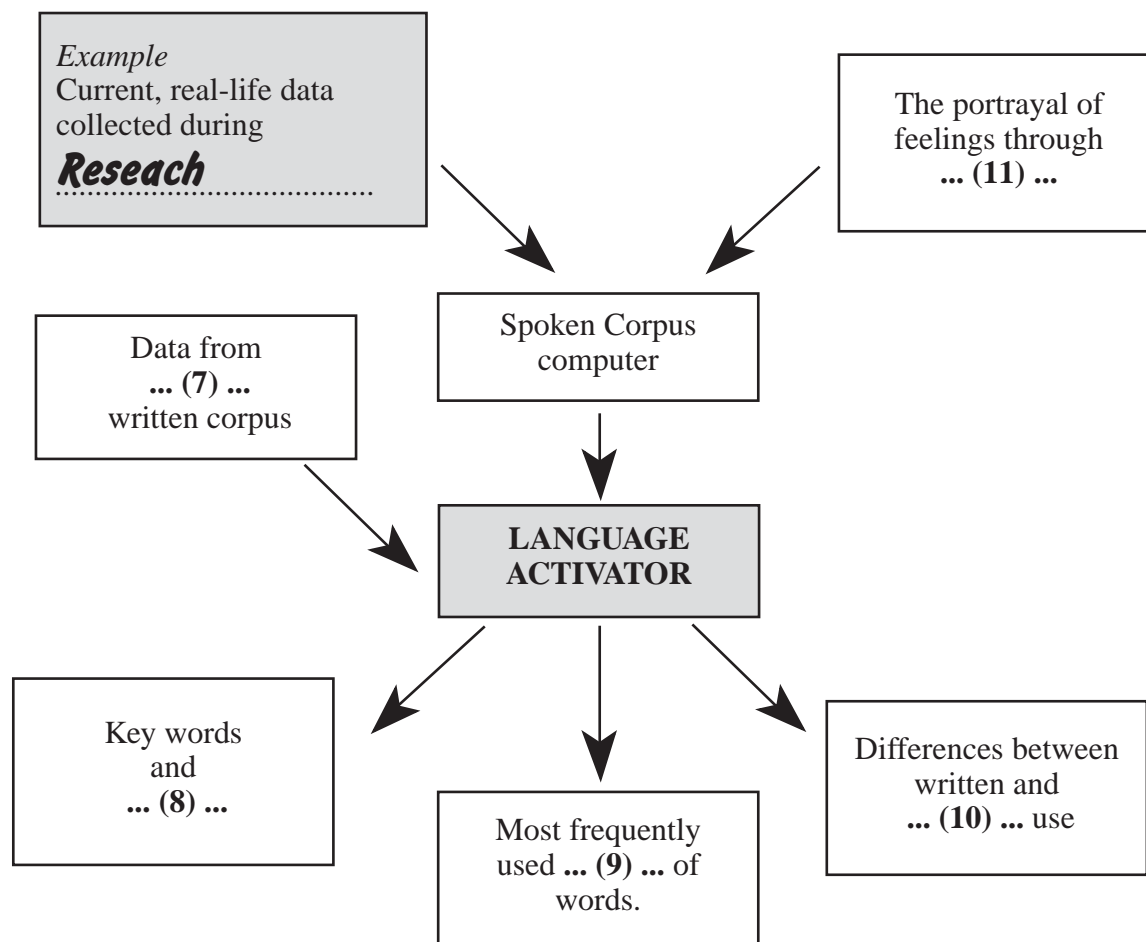 Example
Current, real-life data
collected during
Reseach
The portrayal of
feelings through
... (11) ...
Spoken Corpus
computer
Data from
... (7) ...
written corpus
LANGUAGE
ACTIVATOR
Key words
and
... (8) ...
Most frequently
used ... (9) ... of
words.
Differences between
written and
... (10) ... use